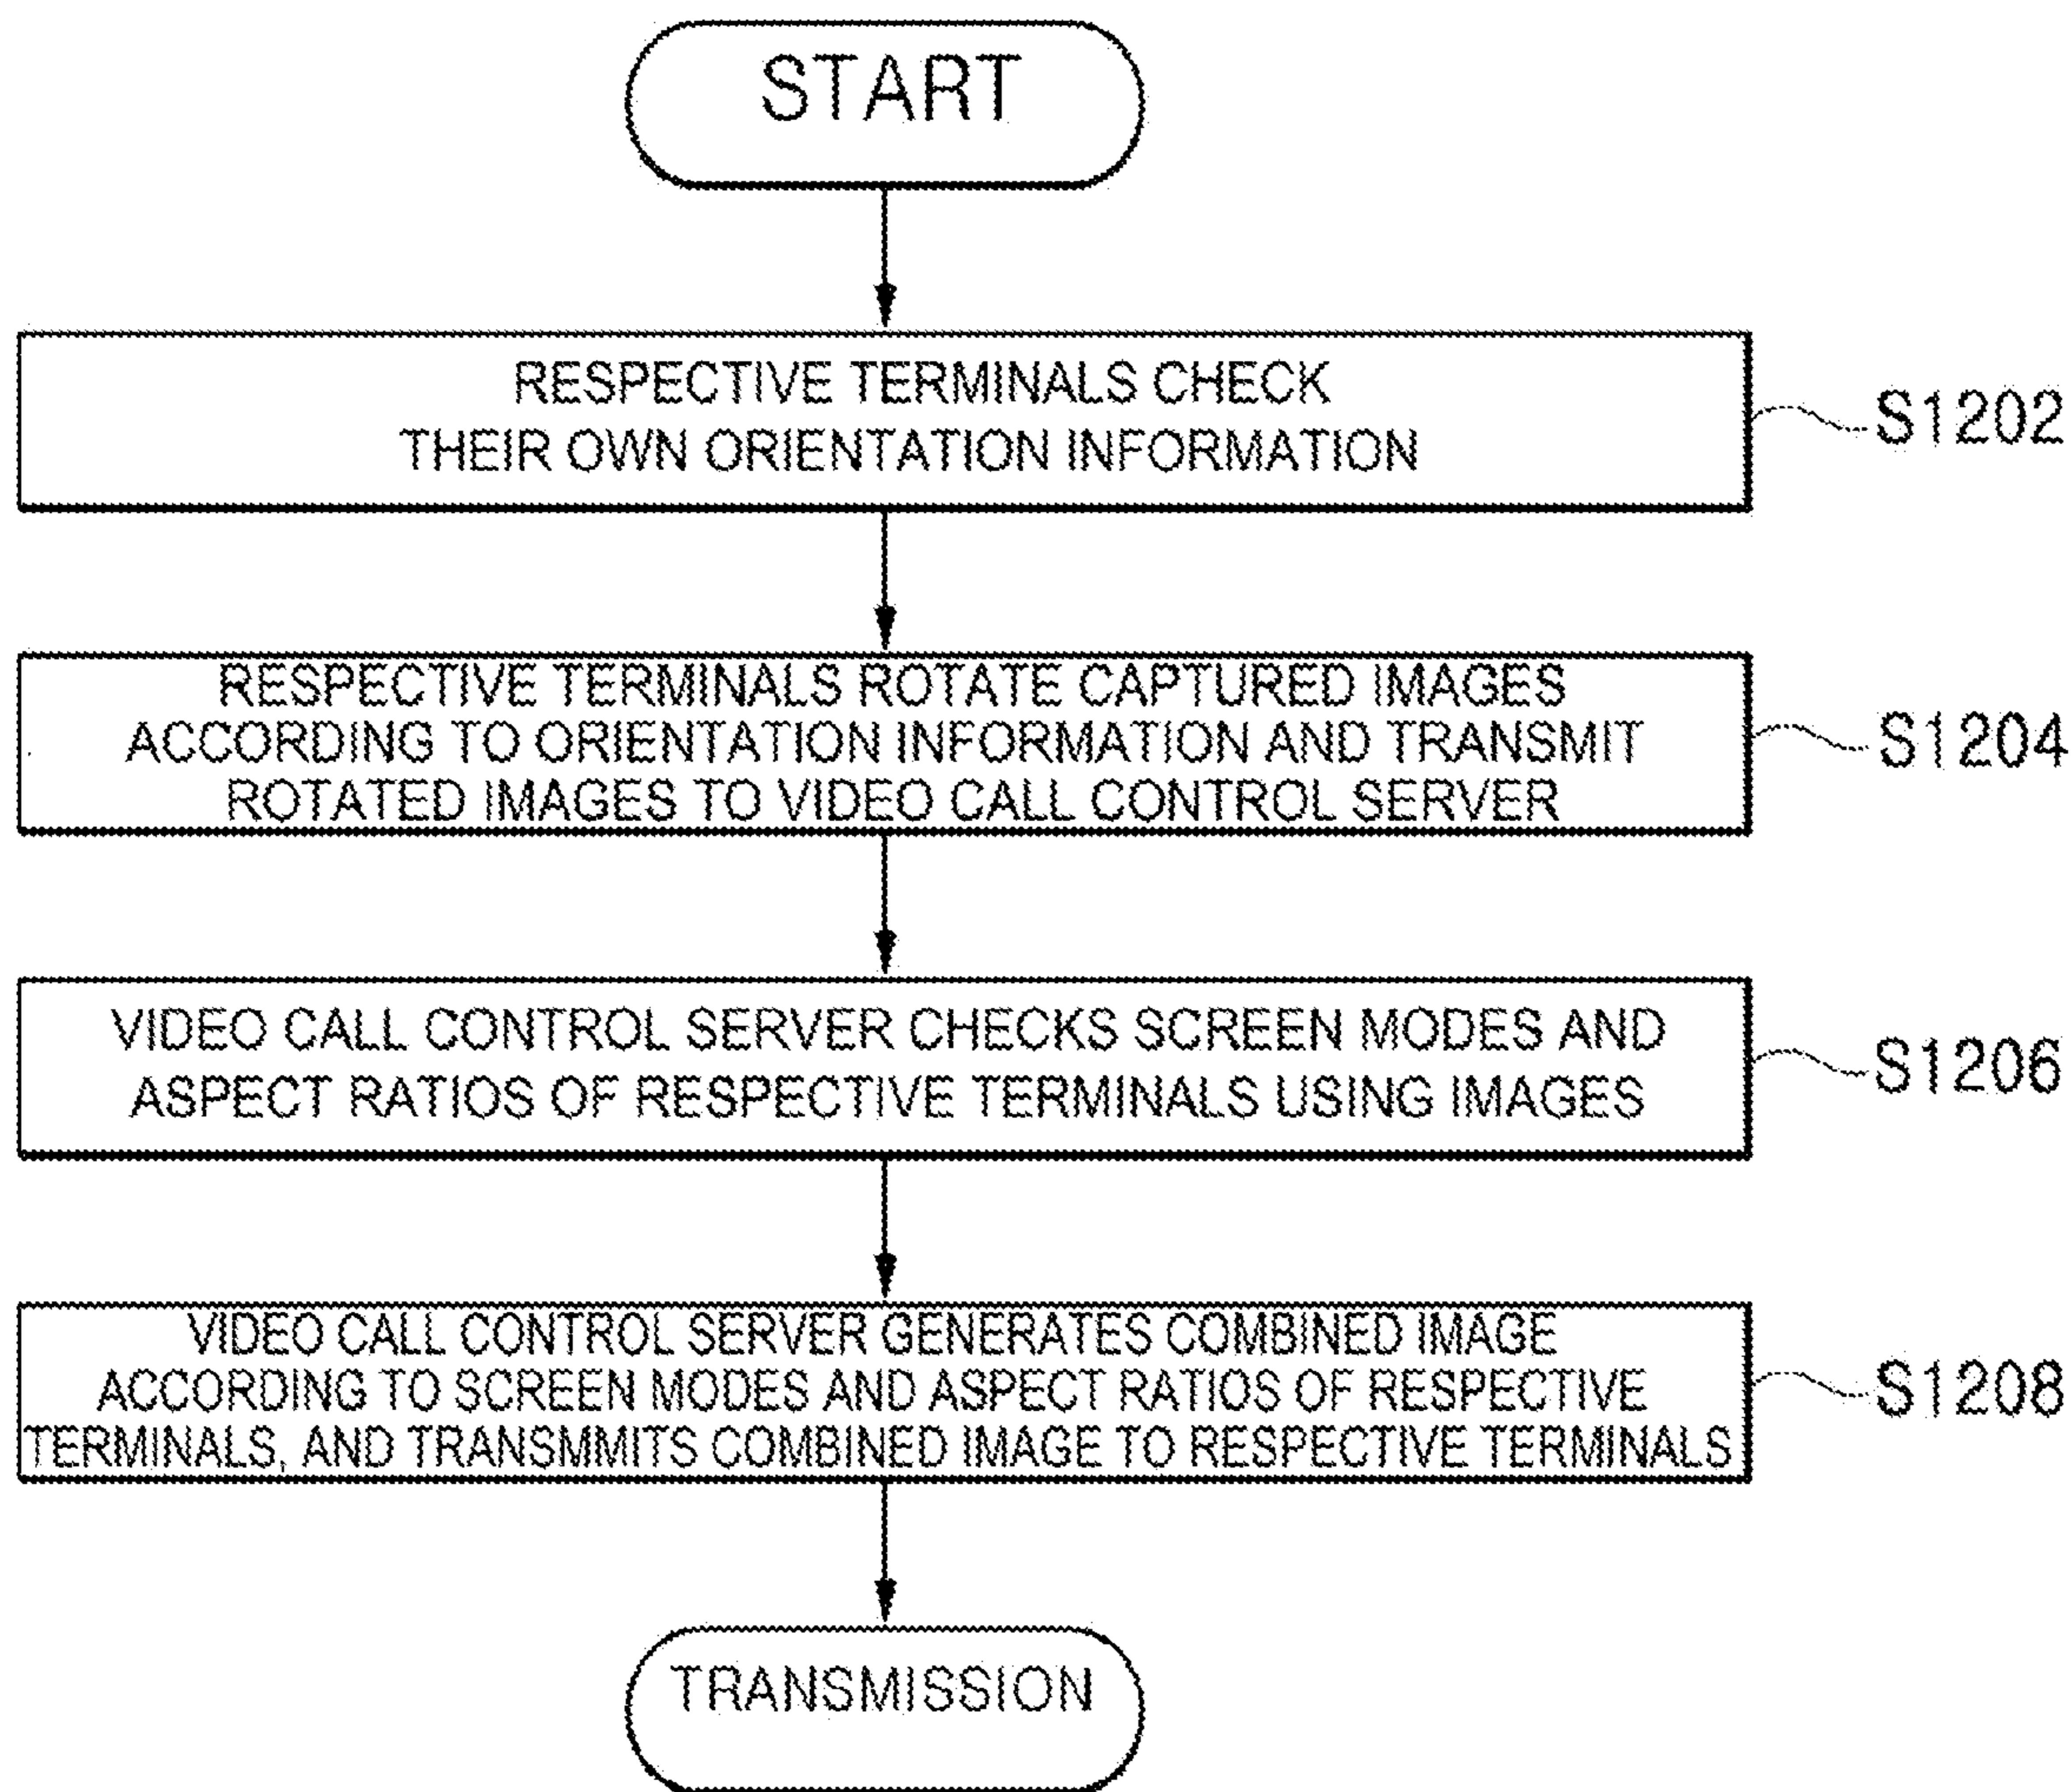 START
RESPECTIVE TERMINALS CHECK
THEIR OWN ORIENTATION INFORMATION
S1202
RESPECTIVE TERMINALS ROTATE CAPTURED IMAGES
ACCORDING TO ORIENTATION INFORMATION AND TRANSMIT
ROTATED IMAGES TO VIDEO CALL CONTROL SERVER
S1204
VIDEO CALL CONTROL SERVER CHECKS SCREEN MODES AND
ASPECT RATIOS OF RESPECTIVE TERMINALS USING IMAGES
S1206
VIDEO CALL CONTROL SERVER GENERATES COMBINED IMAGE
ACCORDING TO SCREEN MODES AND ASPECT RATIOS OF RESPECTIVE
TERMINALS, AND TRANSMMITS COMBINED IMAGE TO RESPECTIVE TERMINALS
S1208
TRANSMISSION